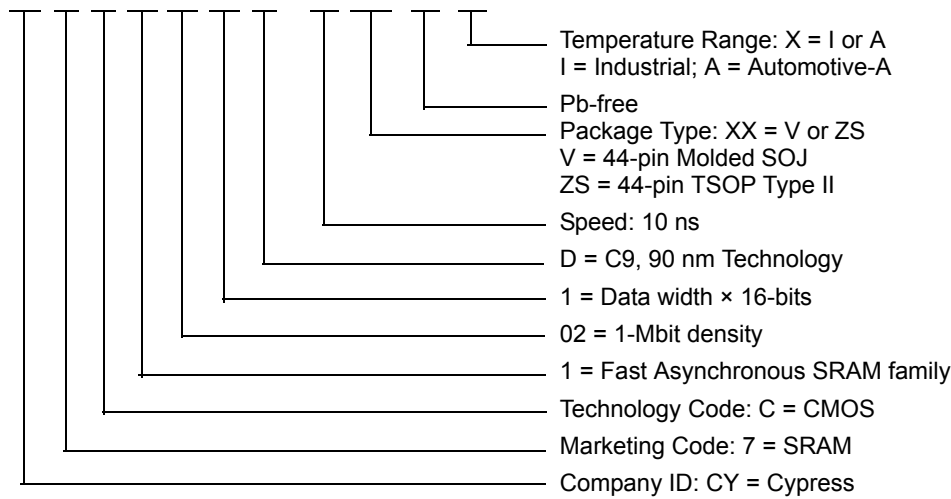 Temperature Range: X = I or A
I = Industrial; A = Automotive-A
Pb-free
Package Type: XX = V or ZS
V = 44-pin Molded SOJ
ZS = 44-pin TSOP Type II
Speed: 10 ns
D = C9, 90 nm Technology
1 = Data width × 16-bits
02 = 1-Mbit density
1 = Fast Asynchronous SRAM family
Technology Code: C = CMOS
Marketing Code: 7 = SRAM
Company ID: CY = Cypress